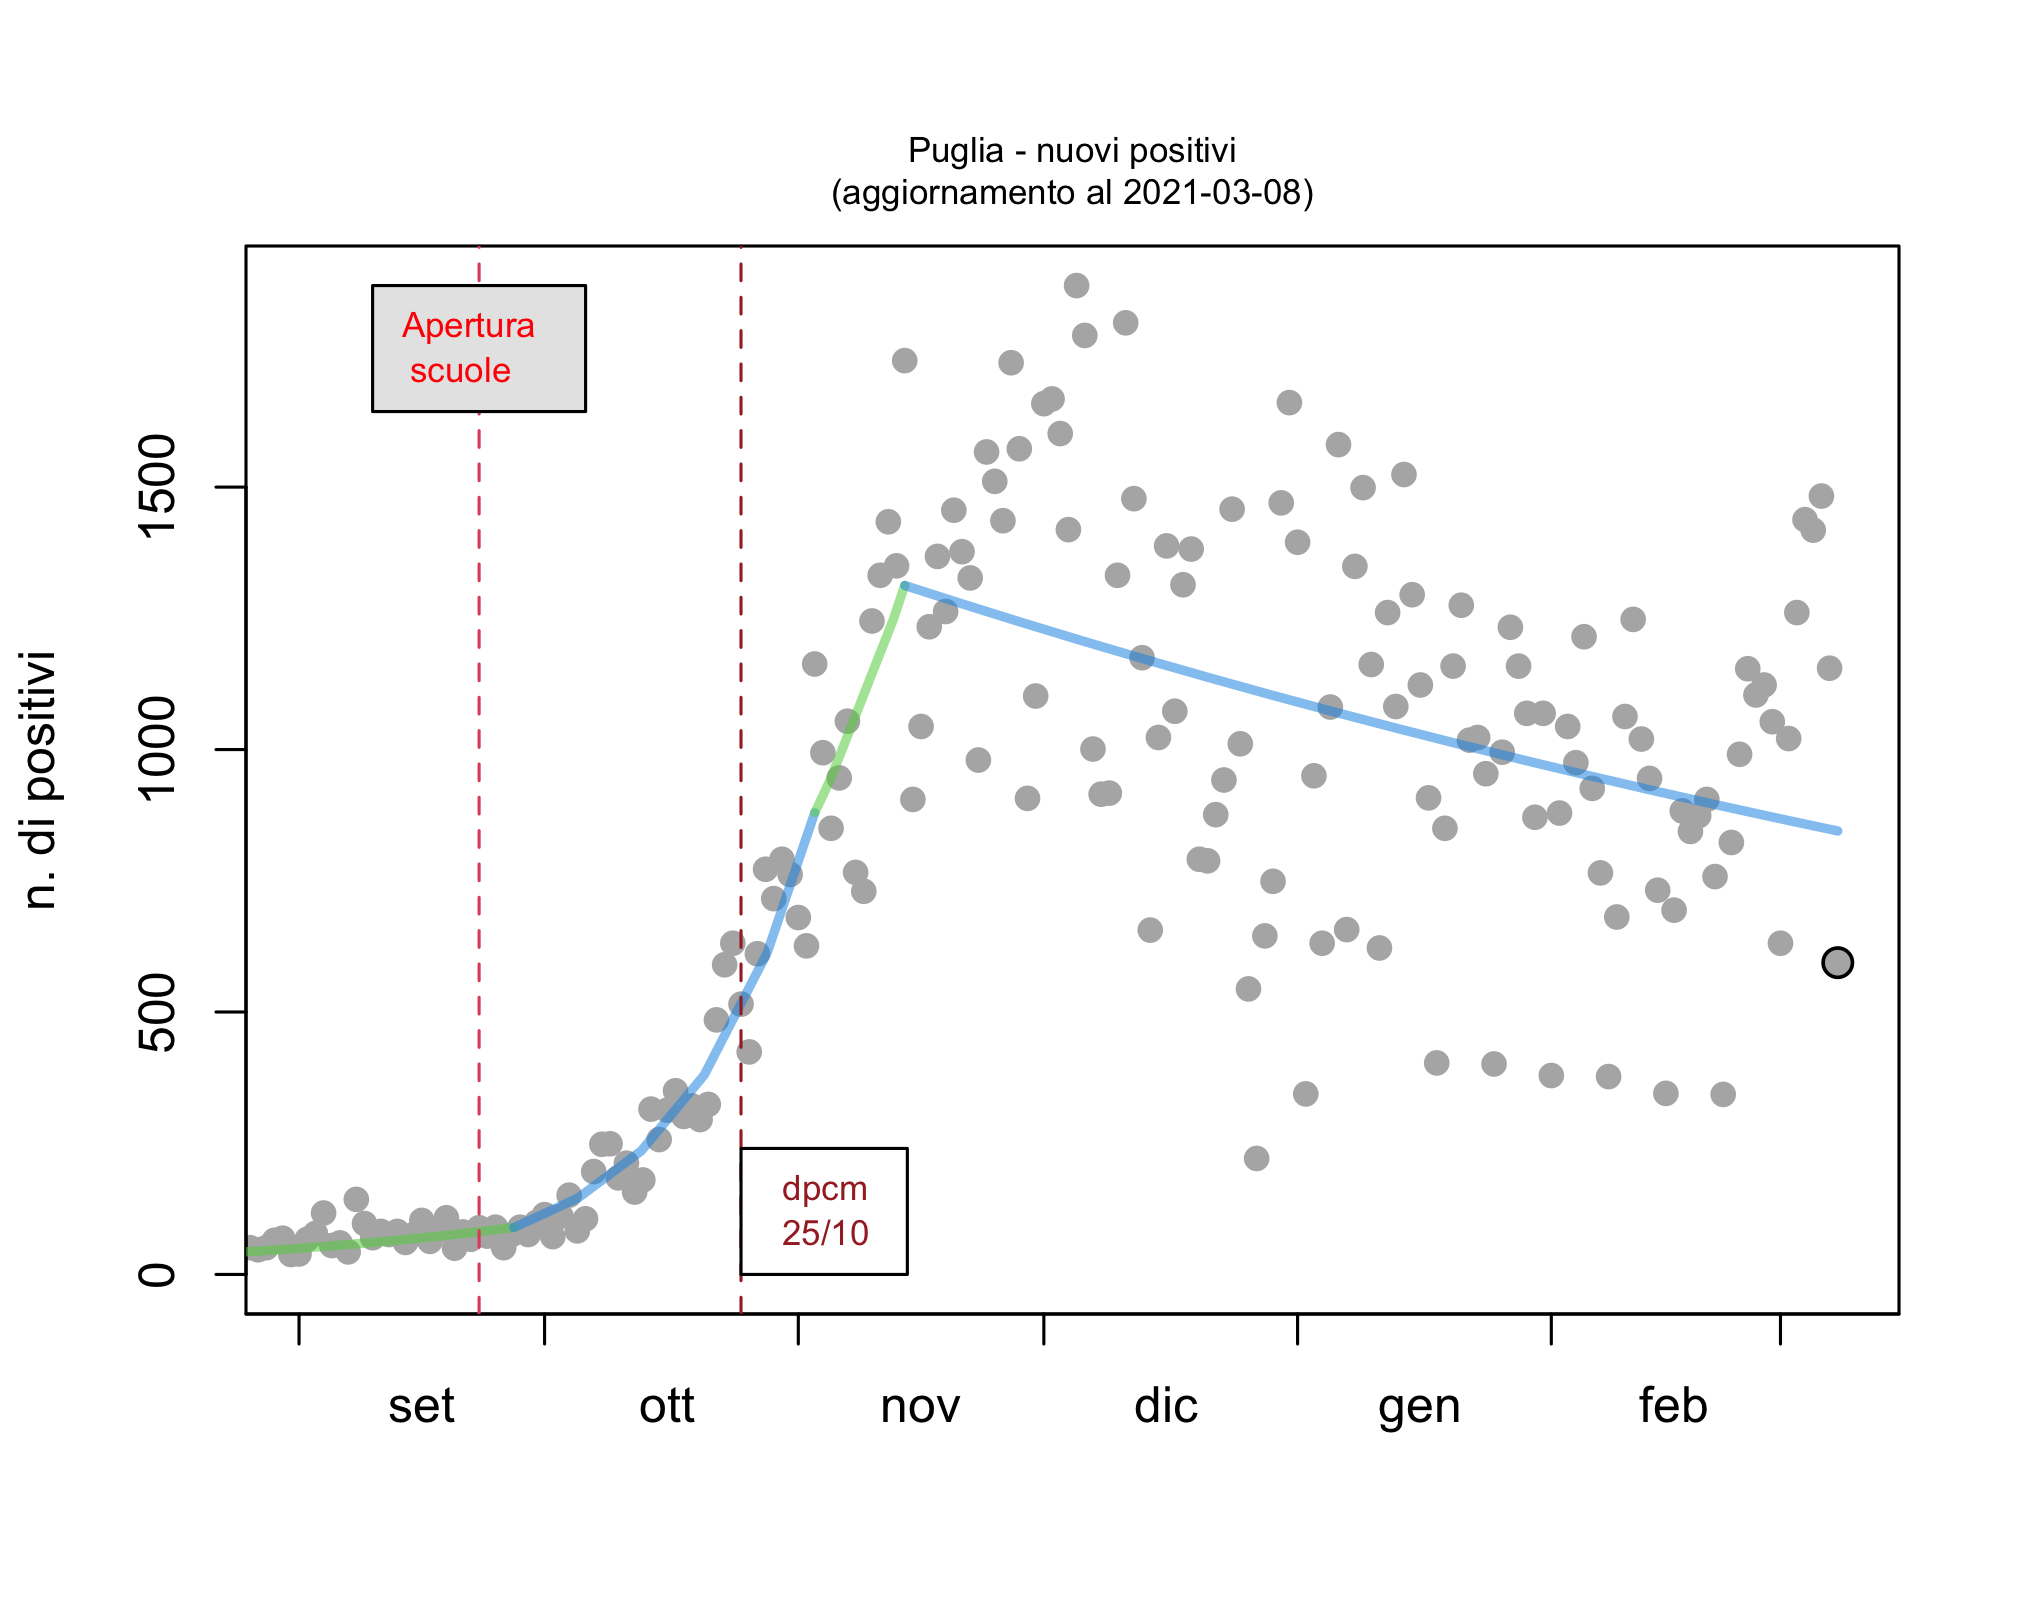 Puglia - nuovi positivi
(aggiornamento al 2021-03-08)
Apertura
scuole
n. di positivi
1500
1000
500
0
dpcm
25/10
set ott nov dic gen feb